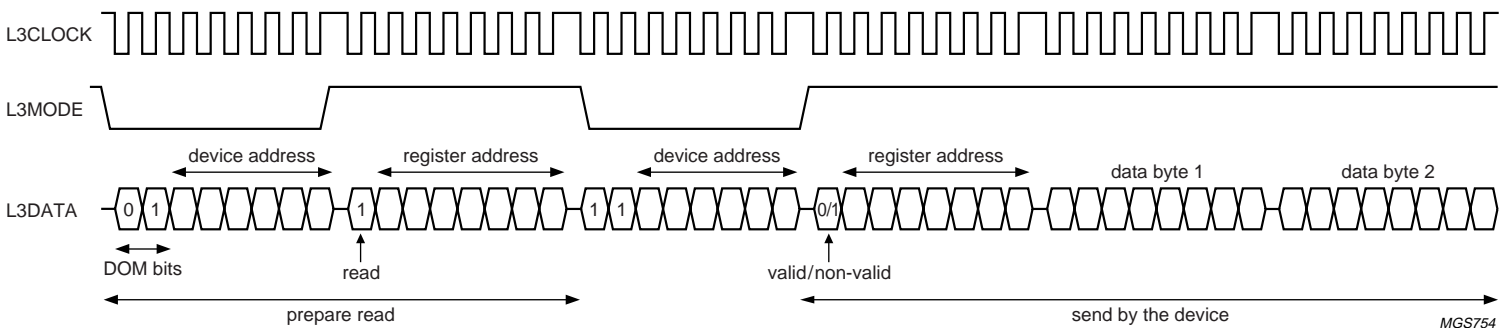 L3CLOCK
L3MODE
device address register address device address register address data byte 1 data byte 2
L3DATA 0 1 1 1 1 0/1
DOM bits read valid/non-valid
prepare read send by the device
MGS754